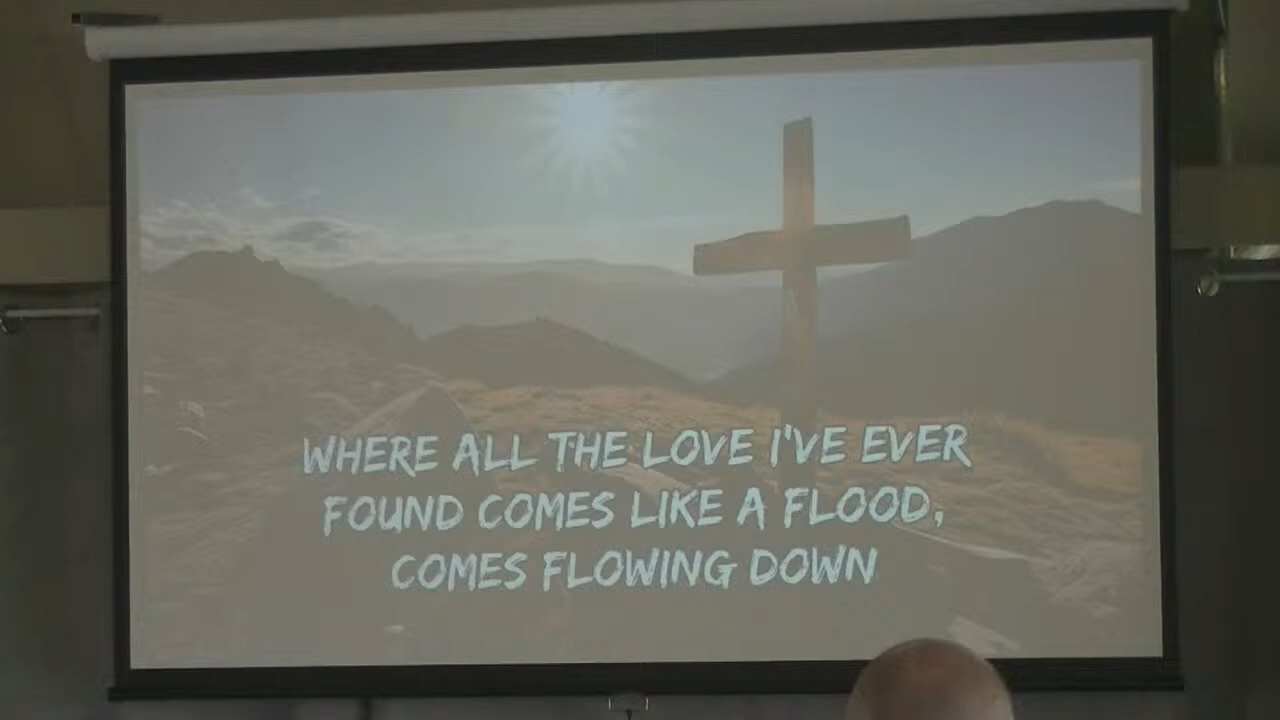 WHERE ALL THE LOVE I'VE EVER
FOUND COMES LIKE A FLOOD,
COMES FLOWING DOWN